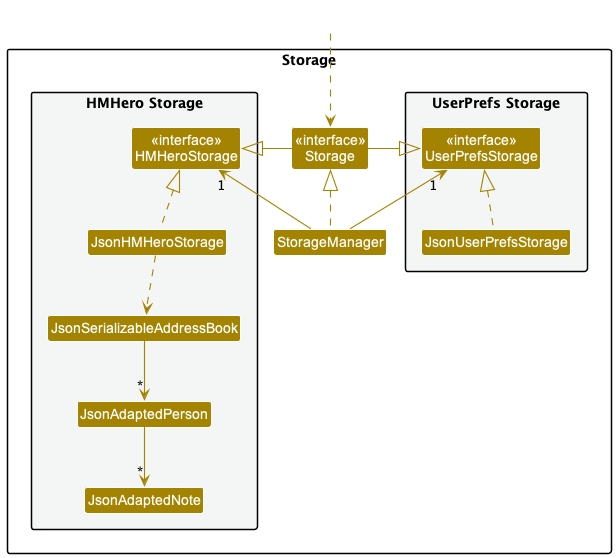 Storage
HMHero Storage
UserPrefs Storage
«interface»
HMHeroStorage
«interface»
Storage
«interface»
UserPrefsStorage
1
1
JsonHMHeroStorage
StorageManager
JsonUserPrefsStorage
JsonSerializableAddressBook
*
JsonAdaptedPerson
*
JsonAdaptedNote